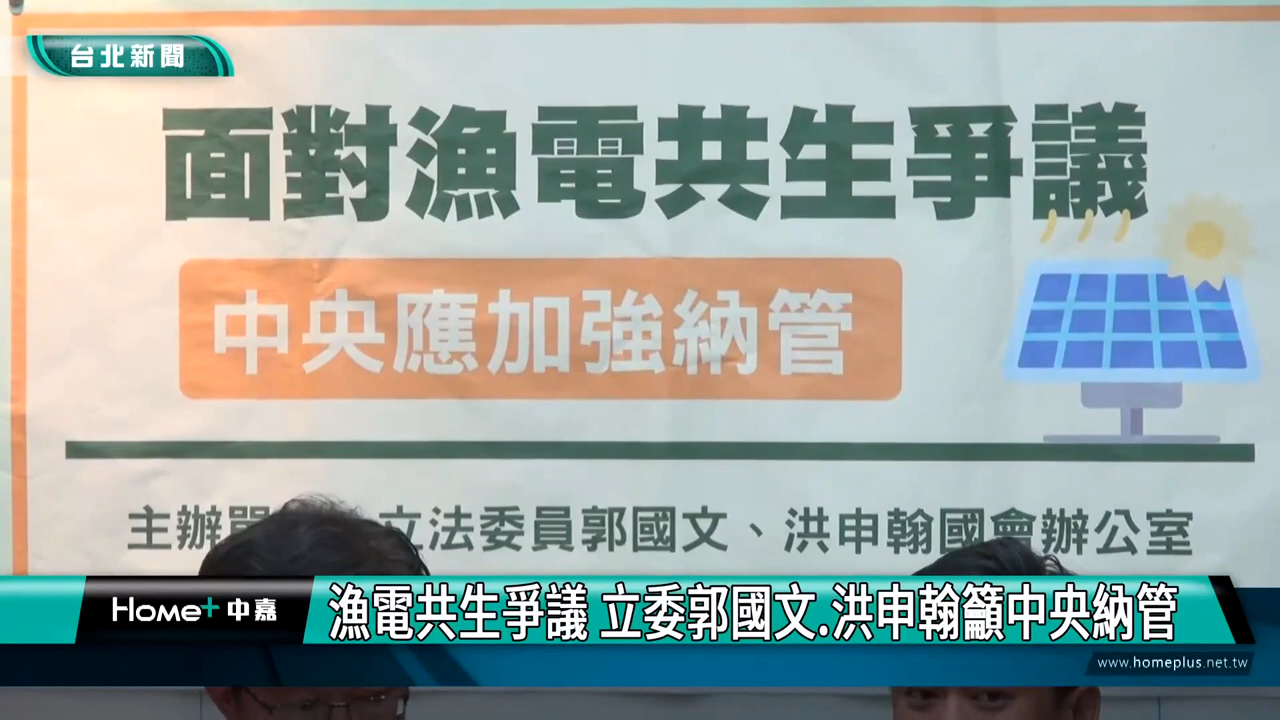 台北新聞
面對漁電共生爭議
中央應加強納管
主辦 立法委員郭國文、洪申翰國會辦公室
Home+中嘉
漁電共生爭議 立委郭國文.洪申翰籲中央納管
www.homeplus.net.tw